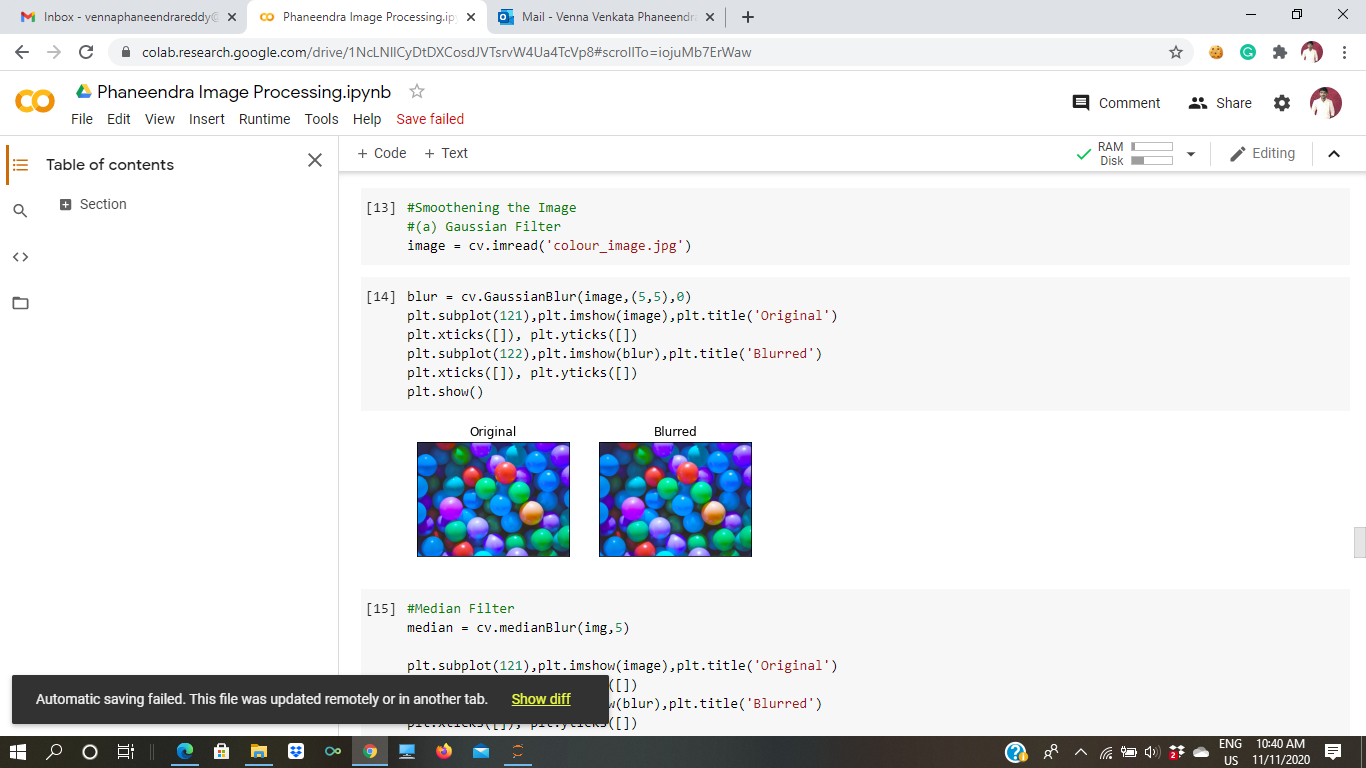 Inbox - vennaphaneendrareddy@
Phaneendra Image Processing.ip
Mail - Venna Venkata Phaneendr
colab.research.google.com/drive/1NcLNIlCyDtDXCosdJVTsrvW4Ua4TcVp8#scrollTo=iojuMb7ErWaw
Phaneendra Image Processing.ipynb
File Edit View Insert Runtime Tools Help Save failed
Comment Share
Table of contents
Section
+ Code + Text
RAM
Disk
Editing
[13] #Smoothening the Image
#(a) Gaussian Filter
image = cv.imread('colour_image.jpg')
[14] blur = cv.GaussianBlur(image,(5,5),0)
plt.subplot(121),plt.imshow(image),plt.title('Original')
plt.xticks([]), plt.yticks([])
plt.subplot(122),plt.imshow(blur),plt.title('Blurred')
plt.xticks([]), plt.yticks([])
plt.show()
Original Blurred
[15] #Median Filter
median = cv.medianBlur(img,5)
plt.subplot(121),plt.imshow(image),plt.title('Original')
([])
(blur),plt.title('Blurred')
plt.xticks([]), plt.yticks([])
Automatic saving failed. This file was updated remotely or in another tab. Show diff
ENG 10:40 AM
US 11/11/2020